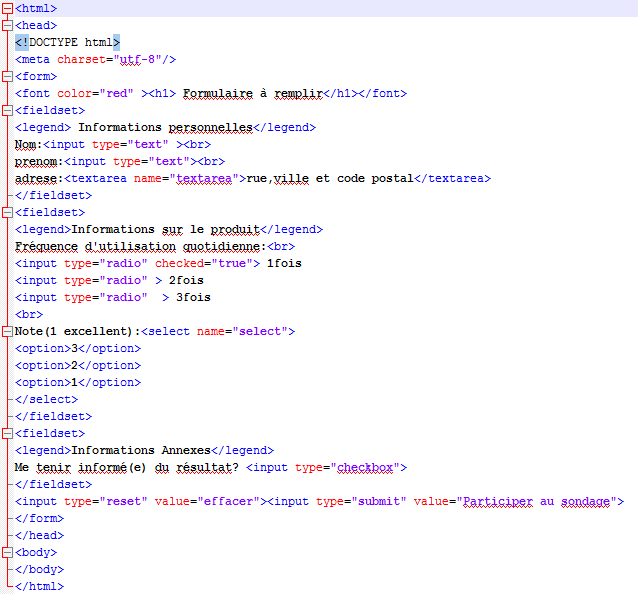 <html>
<head>
<!DOCTYPE html>
<meta charset="utf-8"/>
<form>
<font color="red" ><h1> Formulaire à remplir</h1></font>
<fieldset>
<legend> Informations personnelles</legend>
Nom:<input type="text" ><br>
prenom:<input type="text"><br>
adrese:<textarea name="textarea">rue,ville et code postal</textarea>
</fieldset>
<fieldset>
<legend>Informations sur le produit</legend>
Fréquence d'utilisation quotidienne:<br>
<input type="radio" checked="true"> 1fois
<input type="radio" > 2fois
<input type="radio"  > 3fois
<br>
Note(1 excellent):<select name="select">
<option>3</option>
<option>2</option>
<option>1</option>
</select>
</fieldset>
<fieldset>
<legend>Informations Annexes</legend>
Me tenir informé(e) du résultat? <input type="checkbox">
</fieldset>
<input type="reset" value="effacer"><input type="submit" value="Participer au sondage">
</form>
</head>
<body>
</body>
</html>